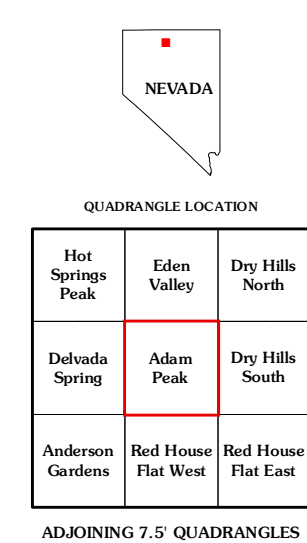 NEVADA
QUADRANGLE LOCATION
Hot
Springs
Peak
Eden
Valley
Dry Hills
North
Delvada
Spring
Adam
Peak
Dry Hills
South
Anderson
Gardens
Red House
Flat West
Red House
Flat East
ADJOINING 7.5' QUADRANGLES